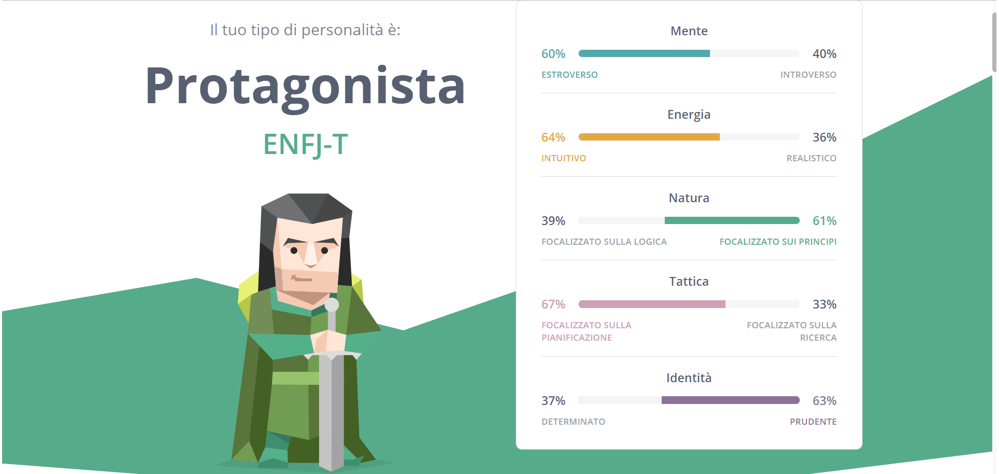 Il tuo tipo di personalità è:
Protagonista
ENFJ-T
Mente
60% 40%
ESTROVERSO INTROVERSO
Energia
64% 36%
INTUITIVO REALISTICO
Natura
39% 61%
FOCALIZZATO SULLA LOGICA FOCALIZZATO SUI PRINCIPI
Tattica
67% 33%
FOCALIZZATO SULLA FOCALIZZATO SULLA
PIANIFICAZIONE RICERCA
Identità
37% 63%
DETERMINATO PRUDENTE